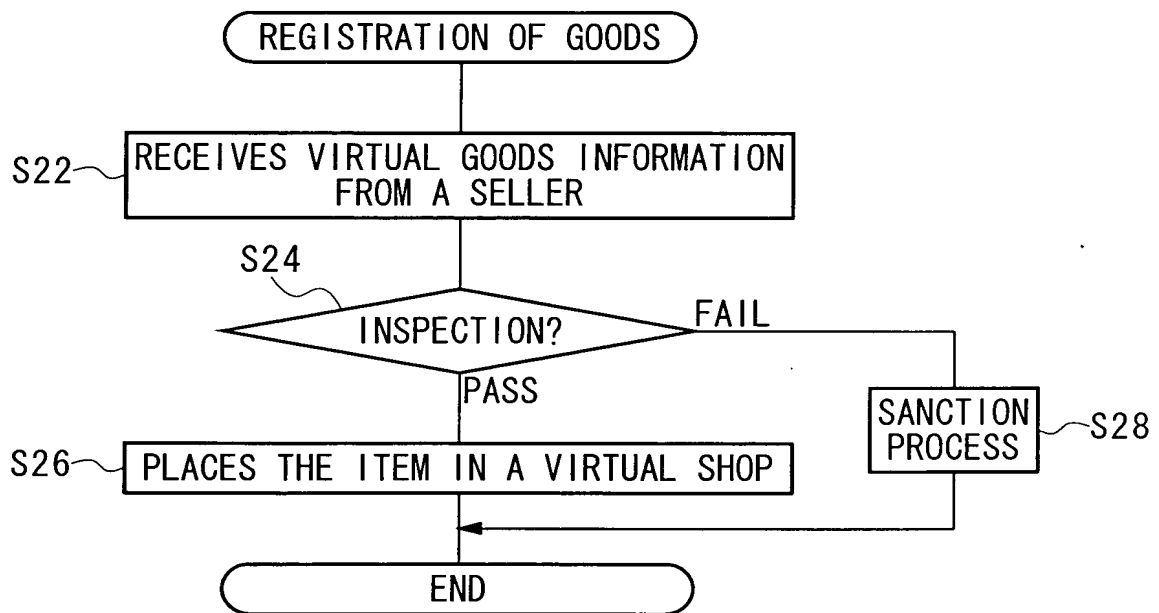 REGISTRATION OF GOODS
S22
RECEIVES VIRTUAL GOODS INFORMATION
FROM A SELLER
S24
INSPECTION?
FAIL
PASS
SANCTION
PROCESS
S28
S26
PLACES THE ITEM IN A VIRTUAL SHOP
END